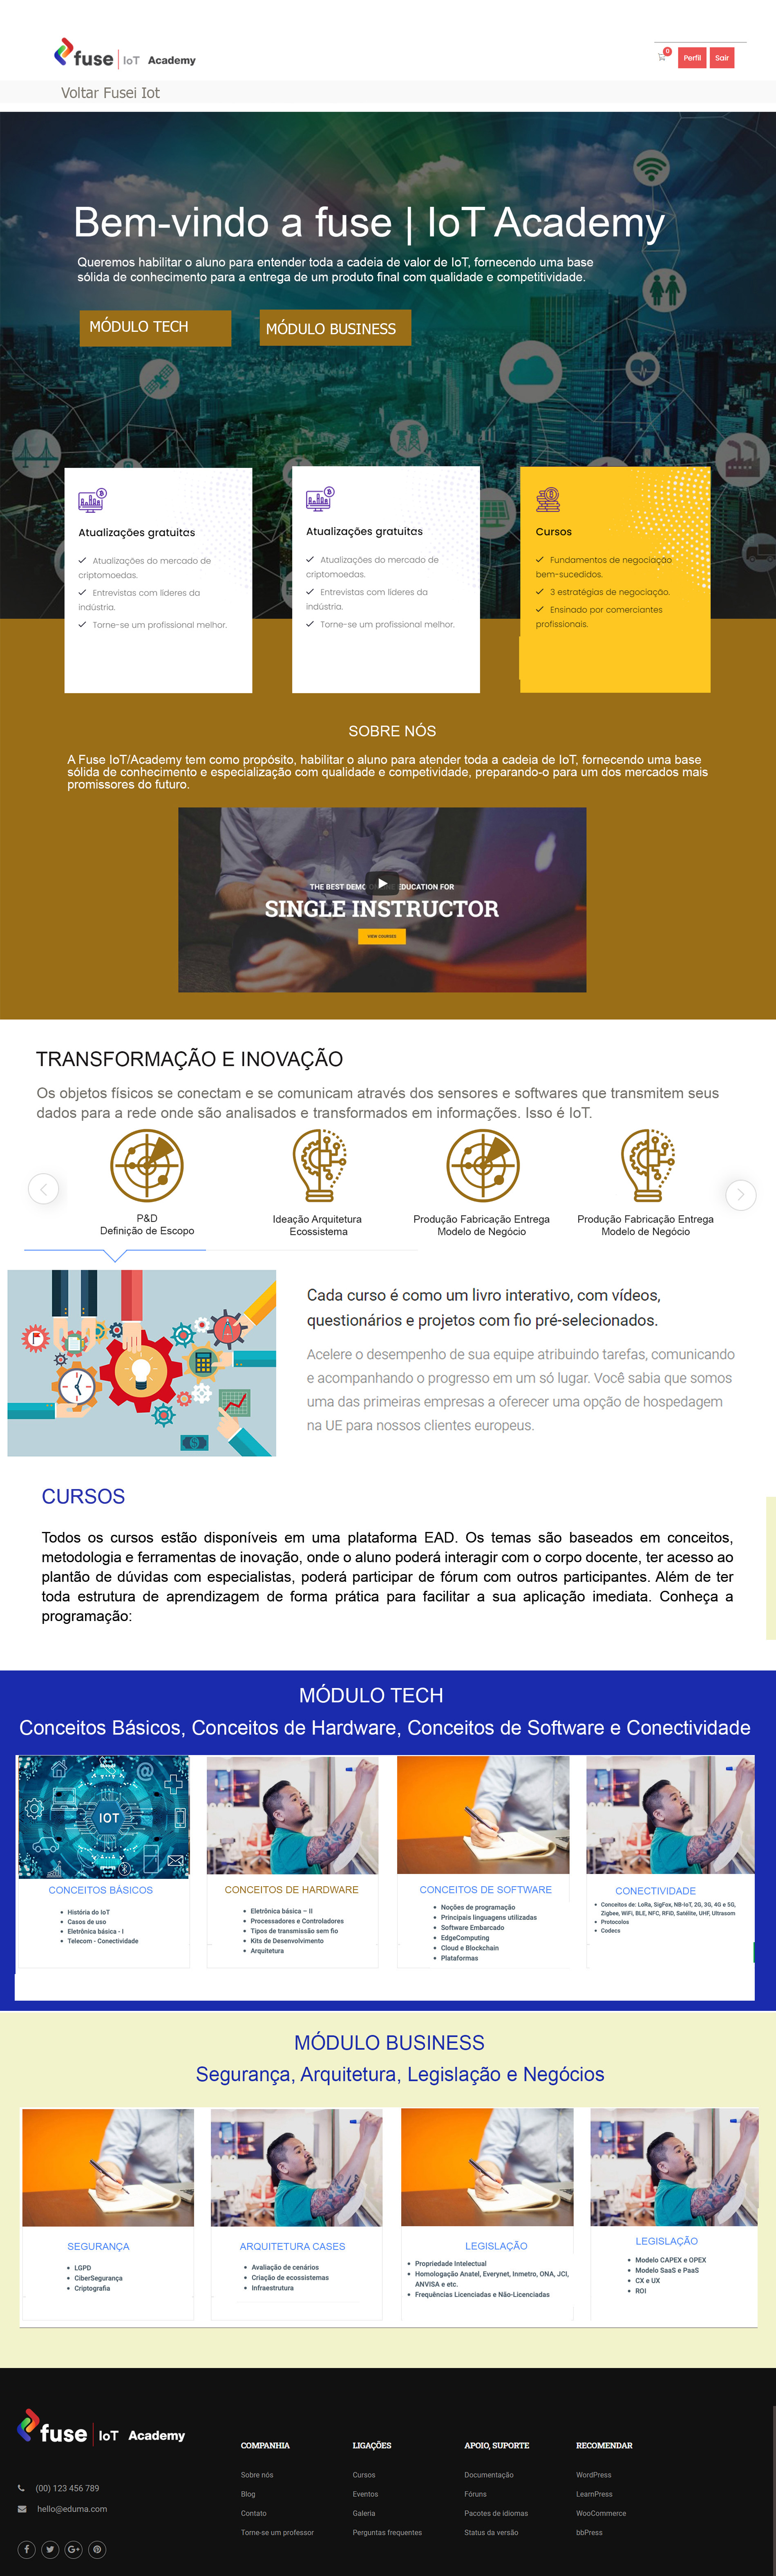 fuse | IoT Academy
0
Perfil
Sair
Voltar Fusei Iot
Bem-vindo a fuse | IoT Academy
Queremos habilitar o aluno para entender toda a cadeia de valor de IoT, fornecendo uma base
sólida de conhecimento para a entrega de um produto final com qualidade e competitividade.
MÓDULO TECH
MÓDULO BUSINESS
Atualizações gratuitas
Atualizações do mercado de
criptomoedas.
Entrevistas com líderes da
indústria.
Torne-se um profissional melhor.
Atualizações gratuitas
Atualizações do mercado de
criptomoedas.
Entrevistas com líderes da
indústria.
Torne-se um profissional melhor.
Cursos
Fundamentos de negociação
bem-sucedidos.
3 estratégias de negociação.
Ensinado por comerciantes
profissionais.
SOBRE NÓS
A Fuse IoT/Academy tem como propósito, habilitar o aluno para atender toda a cadeia de IoT, fornecendo uma base
sólida de conhecimento e especialização com qualidade e competividade, preparando-o para um dos mercados mais
promissores do futuro.
THE BEST DEMO EDUCATION FOR
SINGLE INSTRUCTOR
VIEW COURSES
TRANSFORMAÇÃO E INOVAÇÃO
Os objetos físicos se conectam e se comunicam através dos sensores e softwares que transmitem seus
dados para a rede onde são analisados e transformados em informações. Isso é IoT.
P&D
Definição de Escopo
Ideação Arquitetura
Ecossistema
Produção Fabricação Entrega
Modelo de Negócio
Produção Fabricação Entrega
Modelo de Negócio
Cada curso é como um livro interativo, com vídeos,
questionários e projetos com fio pré-selecionados.
Acelere o desempenho de sua equipe atribuindo tarefas, comunicando
e acompanhando o progresso em um só lugar. Você sabia que somos
uma das primeiras empresas a oferecer uma opção de hospedagem
na UE para nossos clientes europeus.
CURSOS
Todos os cursos estão disponíveis em uma plataforma EAD. Os temas são baseados em conceitos,
metodologia e ferramentas de inovação, onde o aluno poderá interagir com o corpo docente, ter acesso ao
plantão de dúvidas com especialistas, poderá participar de fórum com outros participantes. Além de ter
toda estrutura de aprendizagem de forma prática para facilitar a sua aplicação imediata. Conheça a
programação:
MÓDULO TECH
Conceitos Básicos, Conceitos de Hardware, Conceitos de Software e Conectividade
IOT
CONCEITOS BÁSICOS
História do IoT
Casos de uso
Eletrônica básica - I
Telecom - Conectividade
CONCEITOS DE HARDWARE
Eletrônica básica – II
Processadores e Controladores
Tipos de transmissão sem fio
Kits de Desenvolvimento
Arquitetura
CONCEITOS DE SOFTWARE
Noções de programação
Principais linguagens utilizadas
Software Embarcado
EdgeComputing
Cloud e Blockchain
Plataformas
CONECTIVIDADE
Conceitos de: LoRa, SigFox, NB-IoT, 2G, 3G, 4G e 5G,
Zigbee, WiFi, BLE, NFC, RFiD, Satélite, UHF, Ultrasom
Protocolos
Codecs
MÓDULO BUSINESS
Segurança, Arquitetura, Legislação e Negócios
SEGURANÇA
LGPD
CiberSegurança
Criptografia
ARQUITETURA CASES
Avaliação de cenários
Criação de ecossistemas
Infraestrutura
LEGISLAÇÃO
Propriedade Intelectual
Homologação Anatel, Everynet, Inmetro, ONA, JCI,
ANVISA e etc.
Frequências Licenciadas e Não-Licenciadas
LEGISLAÇÃO
Modelo CAPEX e OPEX
Modelo SaaS e PaaS
CX e UX
ROI
fuse | IoT Academy
(00) 123 456 789
hello@eduma.com
COMPANHIA
Sobre nós
Blog
Contato
Torne-se um professor
LIGAÇÕES
Cursos
Eventos
Galeria
Perguntas frequentes
APOIO, SUPORTE
Documentação
Fóruns
Pacotes de idiomas
Status da versão
RECOMENDAR
WordPress
LearnPress
WooCommerce
bbPress